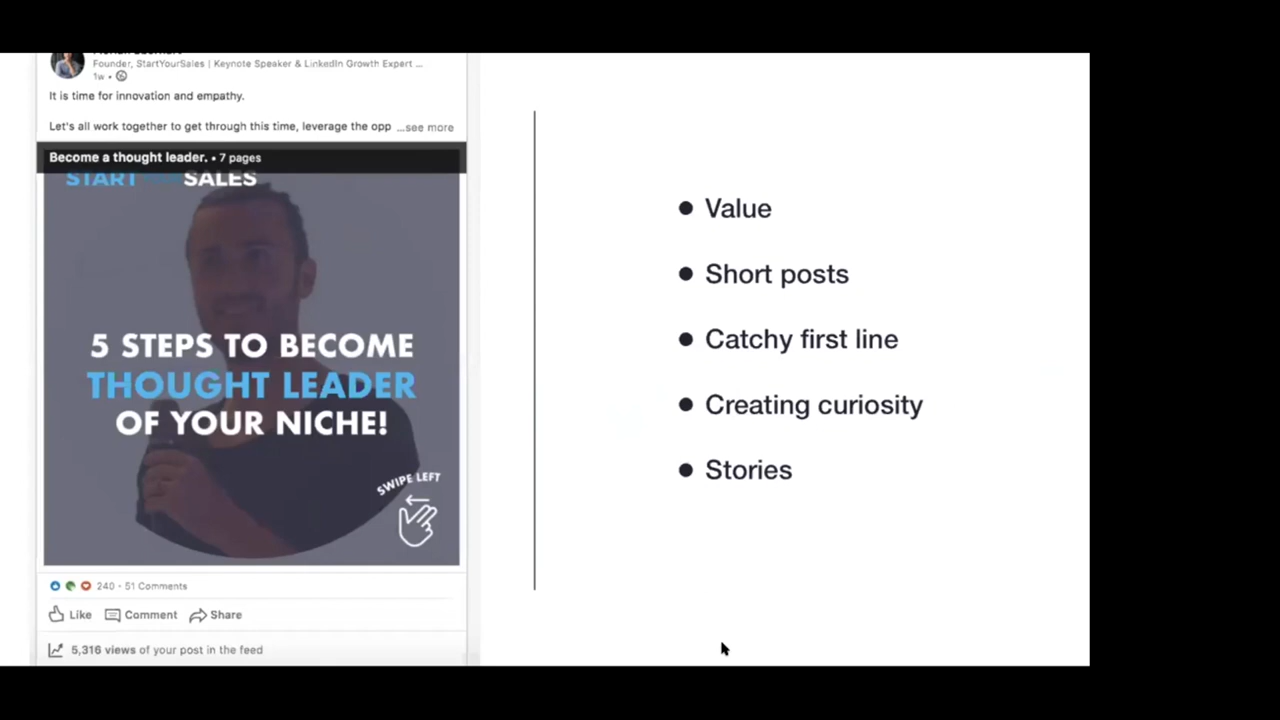 Founder, StartYourSales | Keynote Speaker & LinkedIn Growth Expert ...
1w •
It is time for innovation and empathy.
Let's all work together to get through this time, leverage the opp ...see more
Become a thought leader. • 7 pages
START SALES
5 STEPS TO BECOME
THOUGHT LEADER
OF YOUR NICHE!
SWIPE LEFT
240 · 51 Comments
Like Comment Share
5,316 views of your post in the feed
• Value
• Short posts
• Catchy first line
• Creating curiosity
• Stories